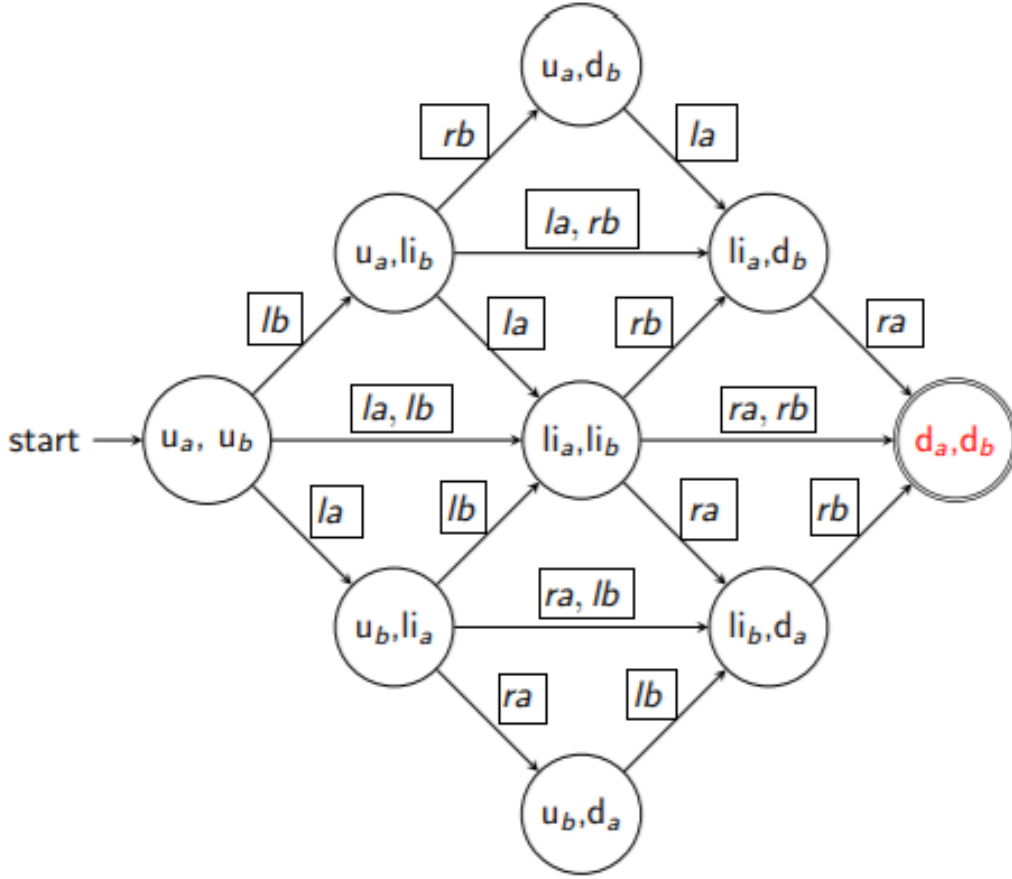 u_a,d_b
rb
la
la, rb
u_a,li_b
li_a,d_b
lb
la
rb
ra
la, lb
ra, rb
start
u_a, u_b
li_a,li_b
d_a,d_b
la
lb
ra
rb
ra, lb
u_b,li_a
li_b,d_a
ra
lb
u_b,d_a